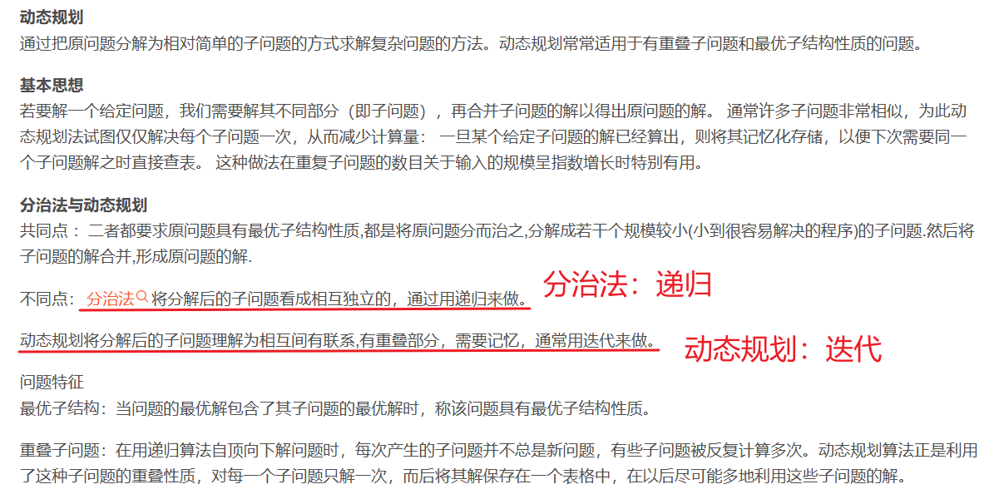 动态规划
通过把原问题分解为相对简单的子问题的方式求解复杂问题的方法。动态规划常常适用于有重叠子问题和最优子结构性质的问题。
基本思想
若要解一个给定问题，我们需要解其不同部分（即子问题），再合并子问题的解以得出原问题的解。 通常许多子问题非常相似，为此动
态规划法试图仅仅解决每个子问题一次，从而减少计算量： 一旦某个给定子问题的解已经算出，则将其记忆化存储，以便下次需要同一
个子问题解之时直接查表。 这种做法在重复子问题的数目关于输入的规模呈指数增长时特别有用。
分治法与动态规划
共同点 ：二者都要求原问题具有最优子结构性质,都是将原问题分而治之,分解成若干个规模较小(小到很容易解决的程序)的子问题.然后将
子问题的解合并,形成原问题的解.
分治法：递归
不同点：分治法将分解后的子问题看成相互独立的，通过用递归来做。
动态规划将分解后的子问题理解为相互间有联系,有重叠部分，需要记忆，通常用迭代来做。
动态规划：迭代
问题特征
最优子结构：当问题的最优解包含了其子问题的最优解时，称该问题具有最优子结构性质。
重叠子问题：在用递归算法自顶向下解问题时，每次产生的子问题并不总是新问题，有些子问题被反复计算多次。动态规划算法正是利用
了这种子问题的重叠性质，对每一个子问题只解一次，而后将其解保存在一个表格中，在以后尽可能多地利用这些子问题的解。